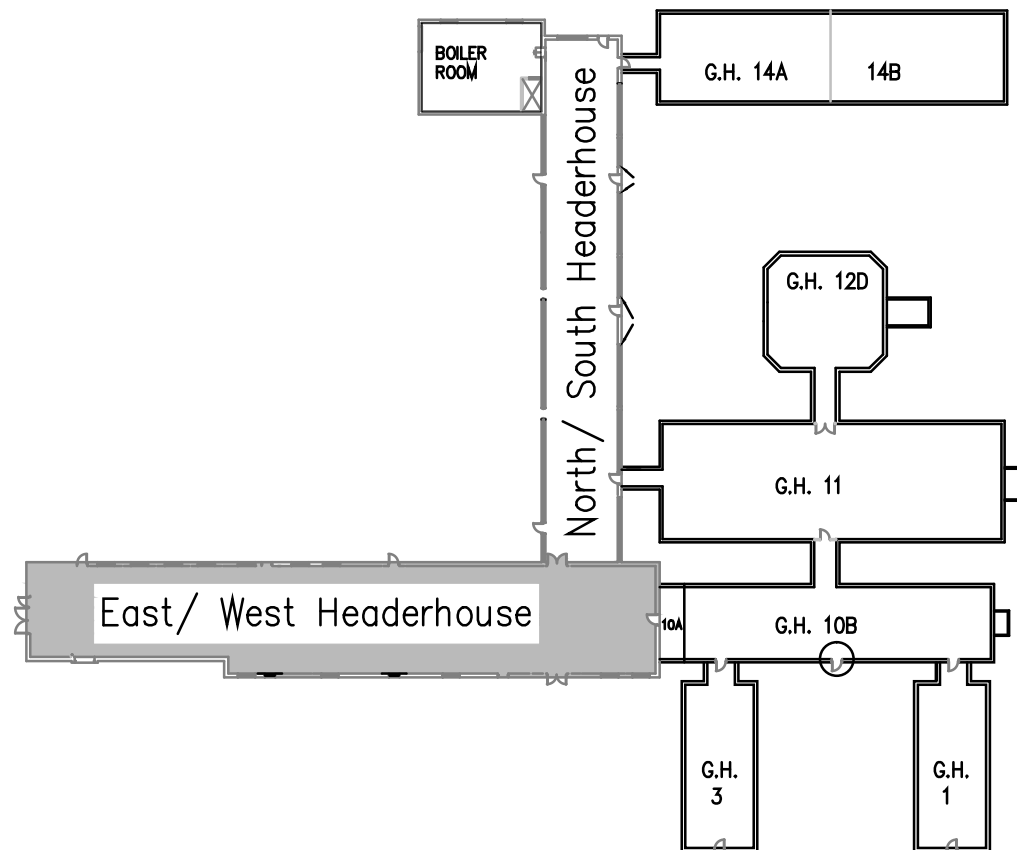 BOILER
ROOM
G.H. 14A
14B
North/ South Headerhouse
G.H. 12D
G.H. 11
East/ West Headerhouse
10A
G.H. 10B
G.H.
3
G.H.
1